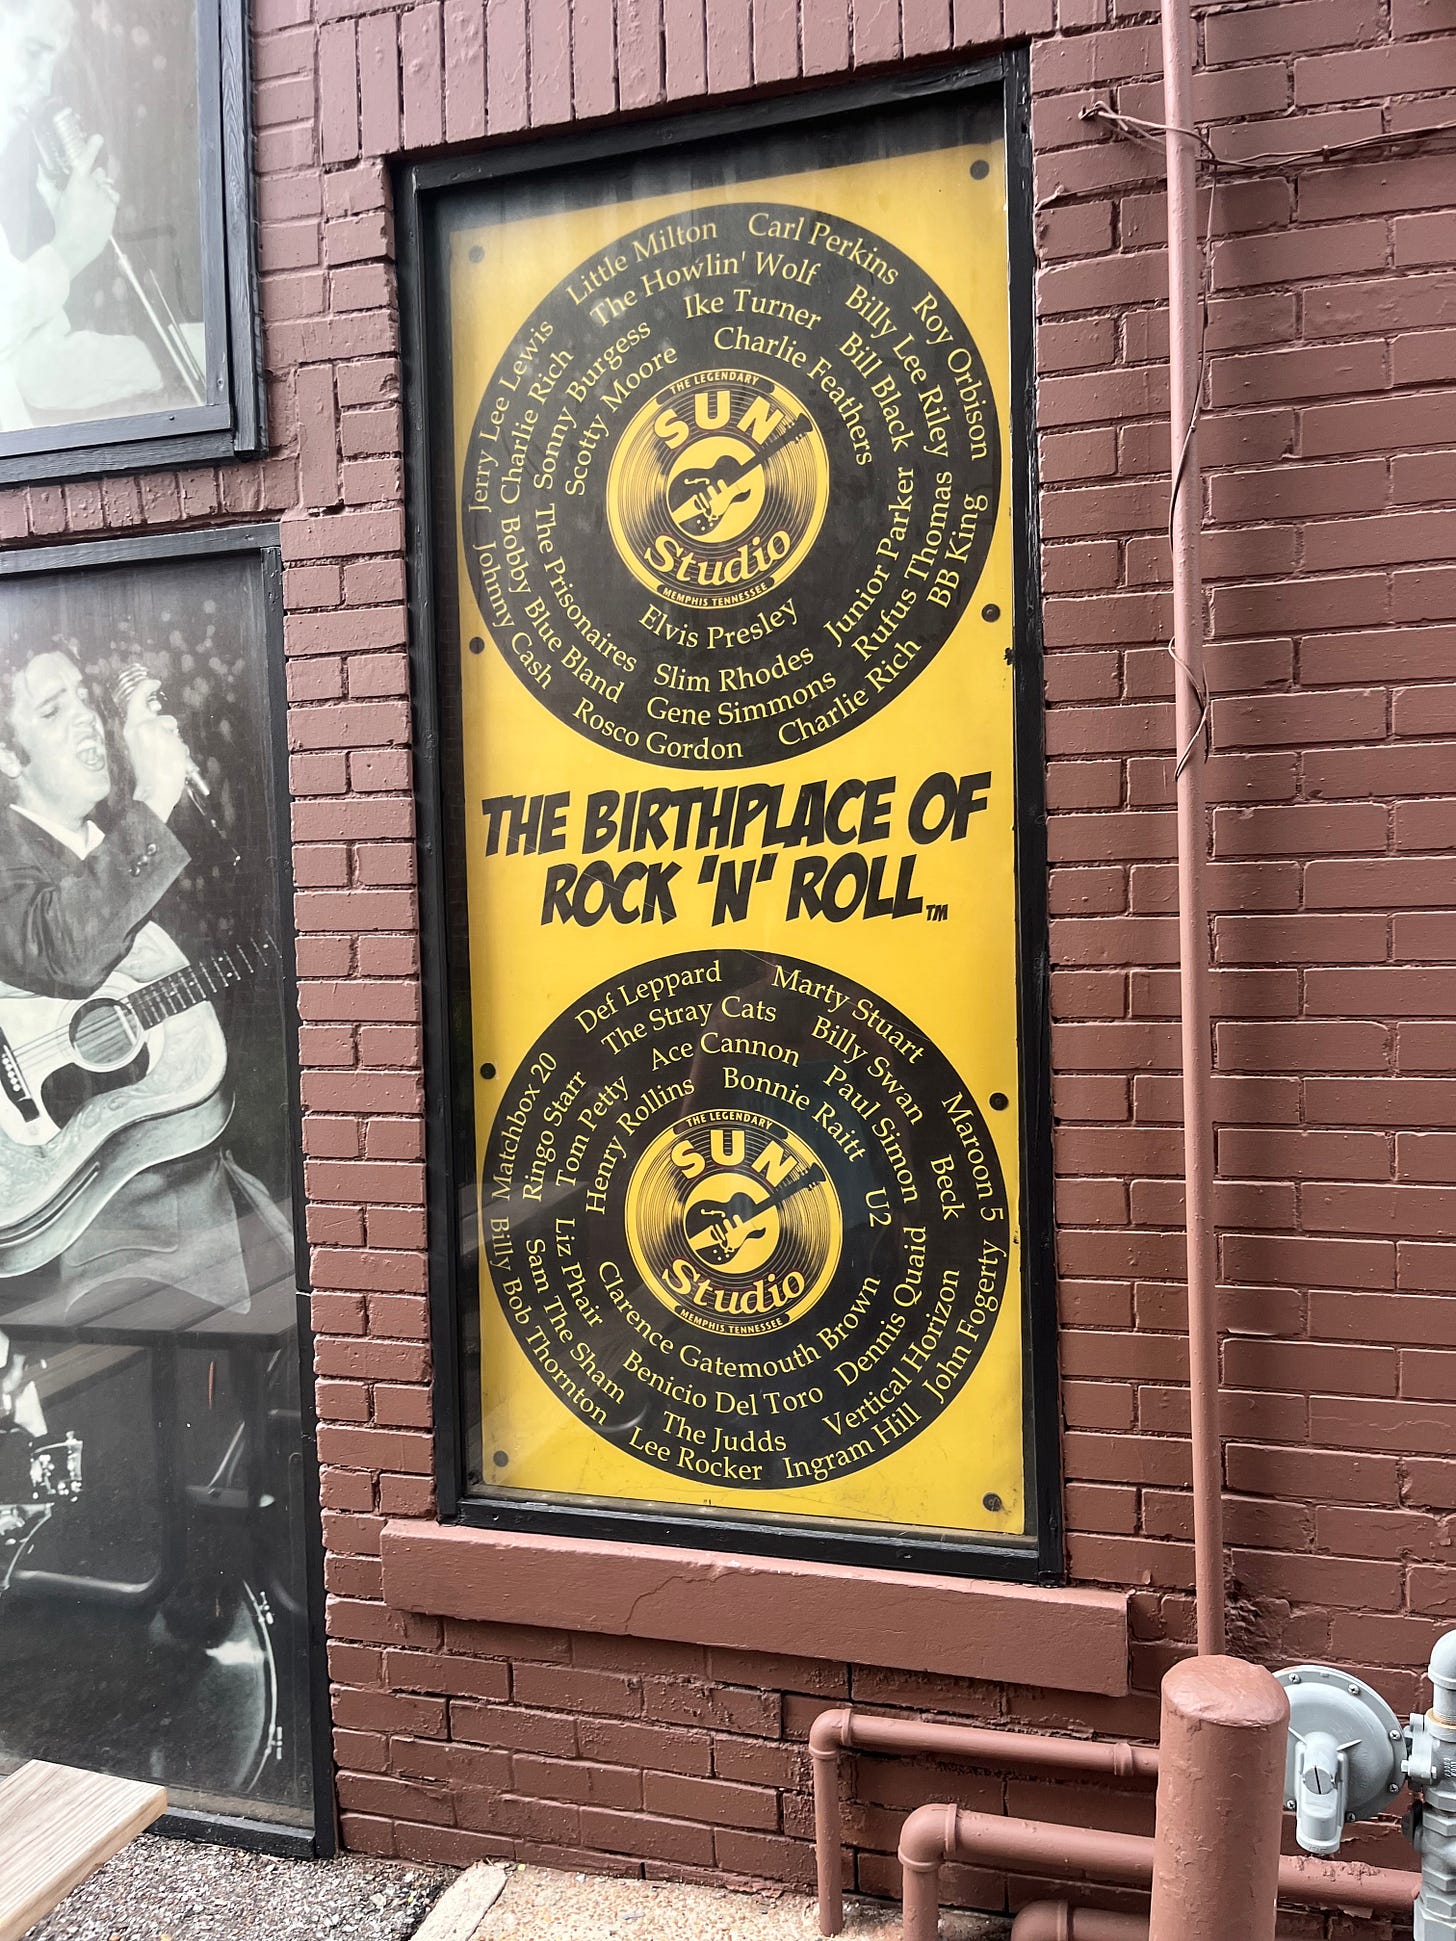 Little Milton
Carl Perkins
Roy Orbison
BB King
Charlie Rich
Rosco Gordon
Johnny Cash
Jerry Lee Lewis
The Howlin' Wolf
Billy Lee Riley
Rufus Thomas
Gene Simmons
Bobby Blue Bland
Charlie Rich
Ike Turner
Bill Black
Junior Parker
Slim Rhodes
The Prisonaires
Sonny Burgess
Charlie Feathers
Elvis Presley
Scotty Moore
THE LEGENDARY
SUN
Studio
MEMPHIS TENNESSEE
THE BIRTHPLACE OF
ROCK 'N' ROLL™
Def Leppard
Marty Stuart
Maroon 5
John Fogerty
Ingram Hill
Lee Rocker
Billy Bob Thornton
Matchbox 20
The Stray Cats
Billy Swan
Beck
Vertical Horizon
The Judds
Sam The Sham
Ringo Starr
Ace Cannon
Paul Simon
Dennis Quaid
Benicio Del Toro
Liz Phair
Tom Petty
Bonnie Raitt
U2
Clarence Gatemouth Brown
Henry Rollins
THE LEGENDARY
SUN
Studio
MEMPHIS TENNESSEE